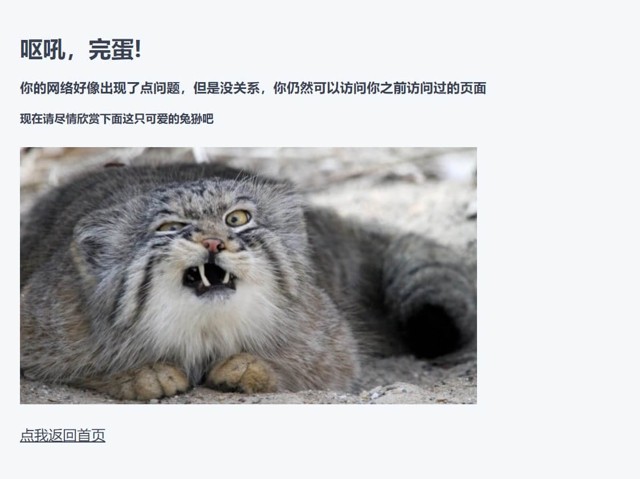 呕吼，完蛋!
你的网络好像出现了点问题，但是没关系，你仍然可以访问你之前访问过的页面
现在请尽情欣赏下面这只可爱的兔狲吧
点我返回首页